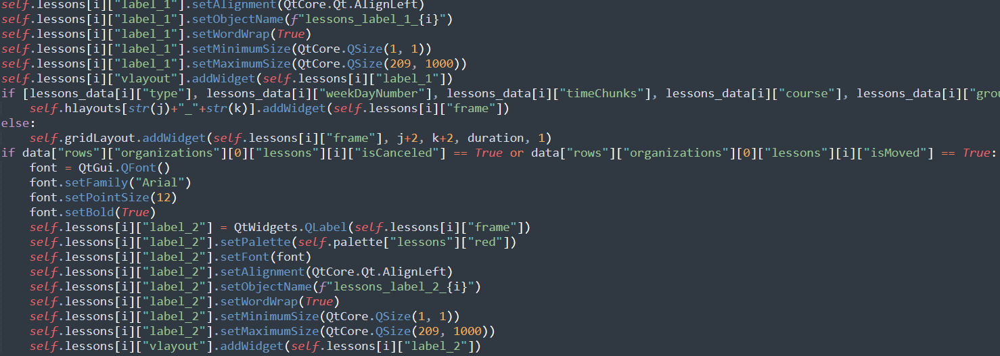 self.lessons[i]["label_1"].setAlignment(QtCore.Qt.AlignLeft)
self.lessons[i]["label_1"].setObjectName(f"lessons_label_1_{i}")
self.lessons[i]["label_1"].setWordWrap(True)
self.lessons[i]["label_1"].setMinimumSize(QtCore.QSize(1, 1))
self.lessons[i]["label_1"].setMaximumSize(QtCore.QSize(209, 1000))
self.lessons[i]["vlayout"].addWidget(self.lessons[i]["label_1"])
if [lessons_data[i]["type"], lessons_data[i]["weekDayNumber"], lessons_data[i]["timeChunks"], lessons_data[i]["course"], lessons_data[i]["grou
    self.hlayouts[str(j)+"_"+str(k)].addWidget(self.lessons[i]["frame"])
else:
    self.gridLayout.addWidget(self.lessons[i]["frame"], j+2, k+2, duration, 1)
if data["rows"]["organizations"][0]["lessons"][i]["isCanceled"] == True or data["rows"]["organizations"][0]["lessons"][i]["isMoved"] == True:
    font = QtGui.QFont()
    font.setFamily("Arial")
    font.setPointSize(12)
    font.setBold(True)
    self.lessons[i]["label_2"] = QtWidgets.QLabel(self.lessons[i]["frame"])
    self.lessons[i]["label_2"].setPalette(self.palette["lessons"]["red"])
    self.lessons[i]["label_2"].setFont(font)
    self.lessons[i]["label_2"].setAlignment(QtCore.Qt.AlignLeft)
    self.lessons[i]["label_2"].setObjectName(f"lessons_label_2_{i}")
    self.lessons[i]["label_2"].setWordWrap(True)
    self.lessons[i]["label_2"].setMinimumSize(QtCore.QSize(1, 1))
    self.lessons[i]["label_2"].setMaximumSize(QtCore.QSize(209, 1000))
    self.lessons[i]["vlayout"].addWidget(self.lessons[i]["label_2"])